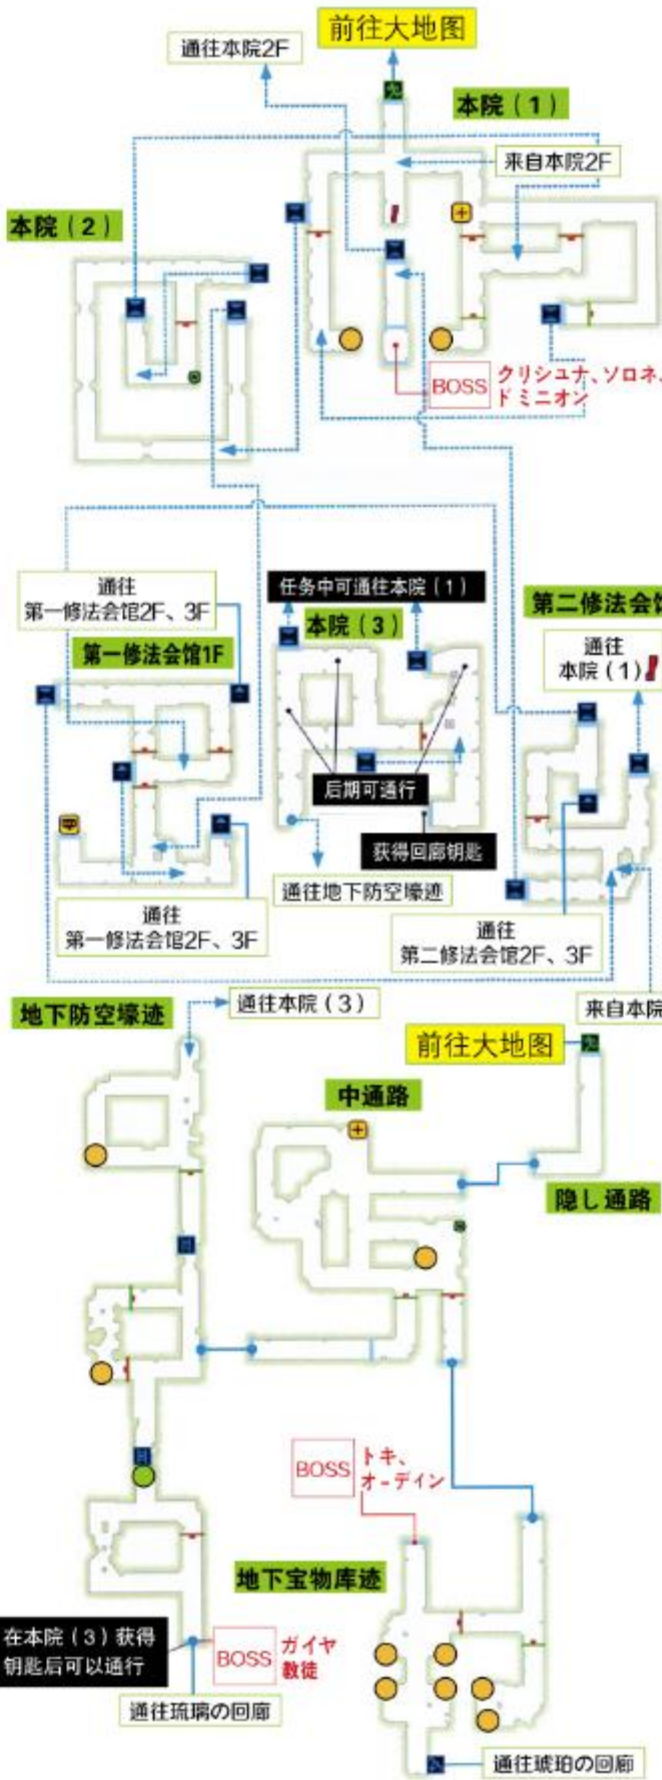 前往大地图
通往本院2F
本院（1）
来自本院2F
本院（2）
BOSS
クリシュナ、ソロネ、
ドミニオン
通往
第一修法会馆2F、3F
任务中可通往本院（1）
第二修法会馆
本院（3）
第一修法会馆1F
通往
本院（1）
后期可通行
获得回廊钥匙
通往地下防空壕迹
通往
第一修法会馆2F、3F
通往
第二修法会馆2F、3F
来自本院
地下防空壕迹
通往本院（3）
前往大地图
中通路
隐し通路
BOSS
トキ、
オーディン
地下宝物库迹
在本院（3）获得
钥匙后可以通行
BOSS
ガイヤ
教徒
通往琉璃の回廊
通往琥珀の回廊